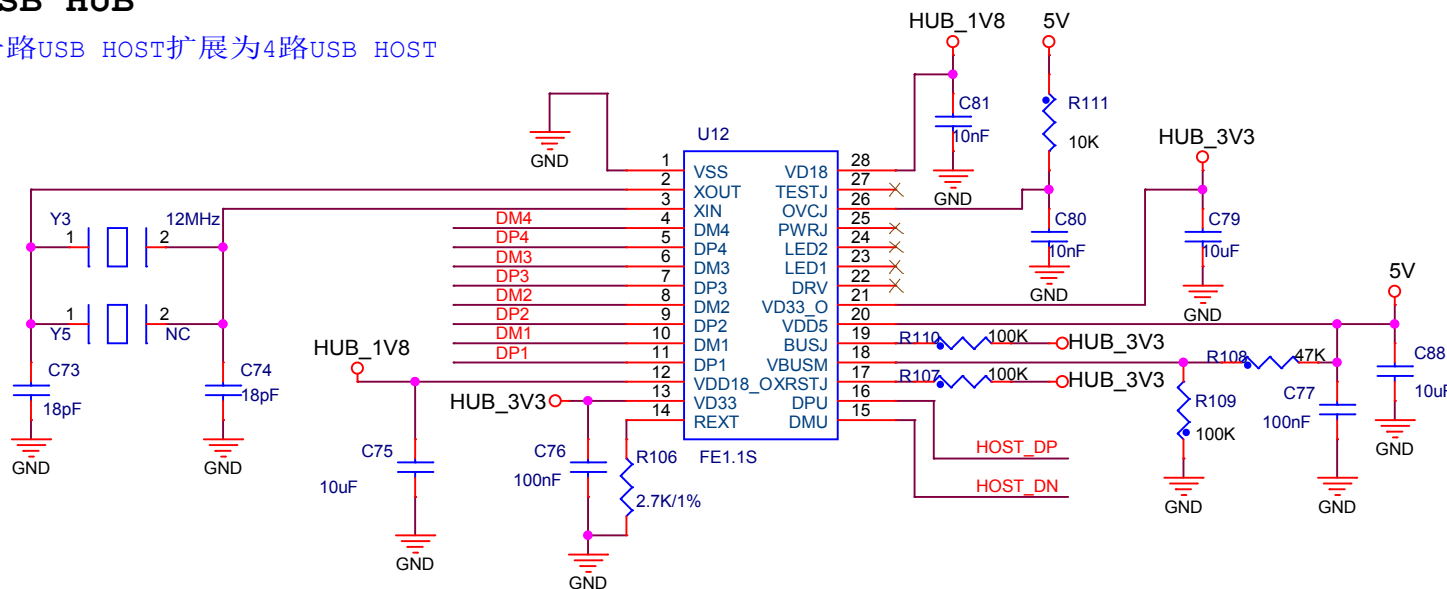 SB HUB
路USB HOST扩展为4路USB HOST
HUB_1V8
5V
C81
10nF
GND
R111
10K
HUB_3V3
GND
U12
1
VSS
VD18
28
2
XOUT
TESTJ
27
3
XIN
OVCJ
26
DM4
4
DM4
PWRJ
25
DP4
5
DP4
LED2
24
DM3
6
DM3
LED1
23
DP3
7
DP3
DRV
22
DM2
8
DM2
VD33_O
21
DP2
9
DP2
VDD5
20
DM1
10
DM1
BUSJ
19
DP1
11
DP1
VBUSM
18
12
VDD18_OXRSTJ
17
13
VD33
DPU
16
14
REXT
DMU
15
FE1.1S
Y3
12MHz
1
2
1
2
Y5
NC
C73
18pF
GND
C74
18pF
GND
HUB_1V8
C75
10uF
GND
HUB_3V3
C76
100nF
R106
2.7K/1%
GND
C80
10nF
GND
C79
10uF
GND
5V
R110
100K
HUB_3V3
R107
100K
HUB_3V3
R108
47K
R109
100K
GND
C77
100nF
GND
C88
10uF
GND
HOST_DP
HOST_DN